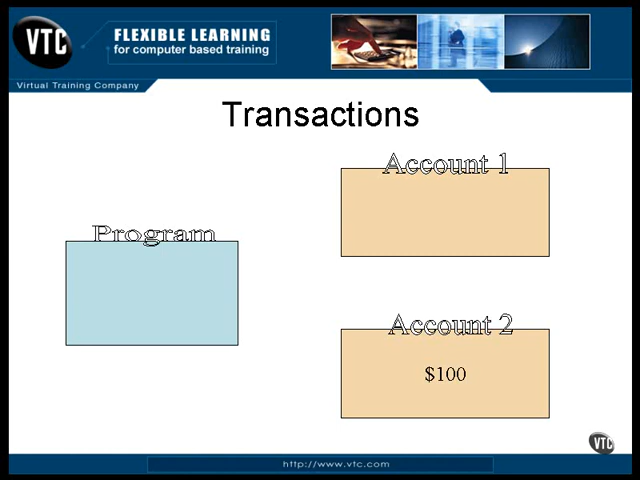 VTC
FLEXIBLE LEARNING
for computer based training
Virtual Training Company
Transactions
Account 1
Program
Account 2
$100
VTC
http://www.vtc.com